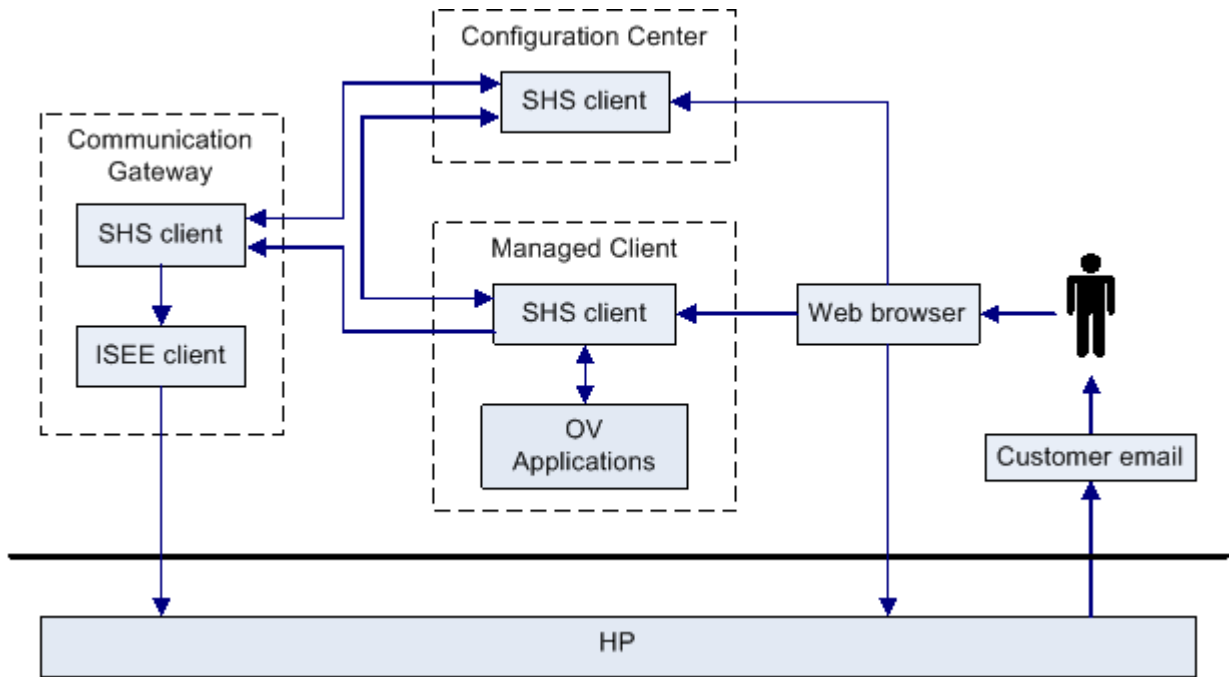 Configuration Center
SHS client
Communication
Gateway
SHS client
ISEE client
Managed Client
SHS client
OV
Applications
Web browser
Customer email
HP